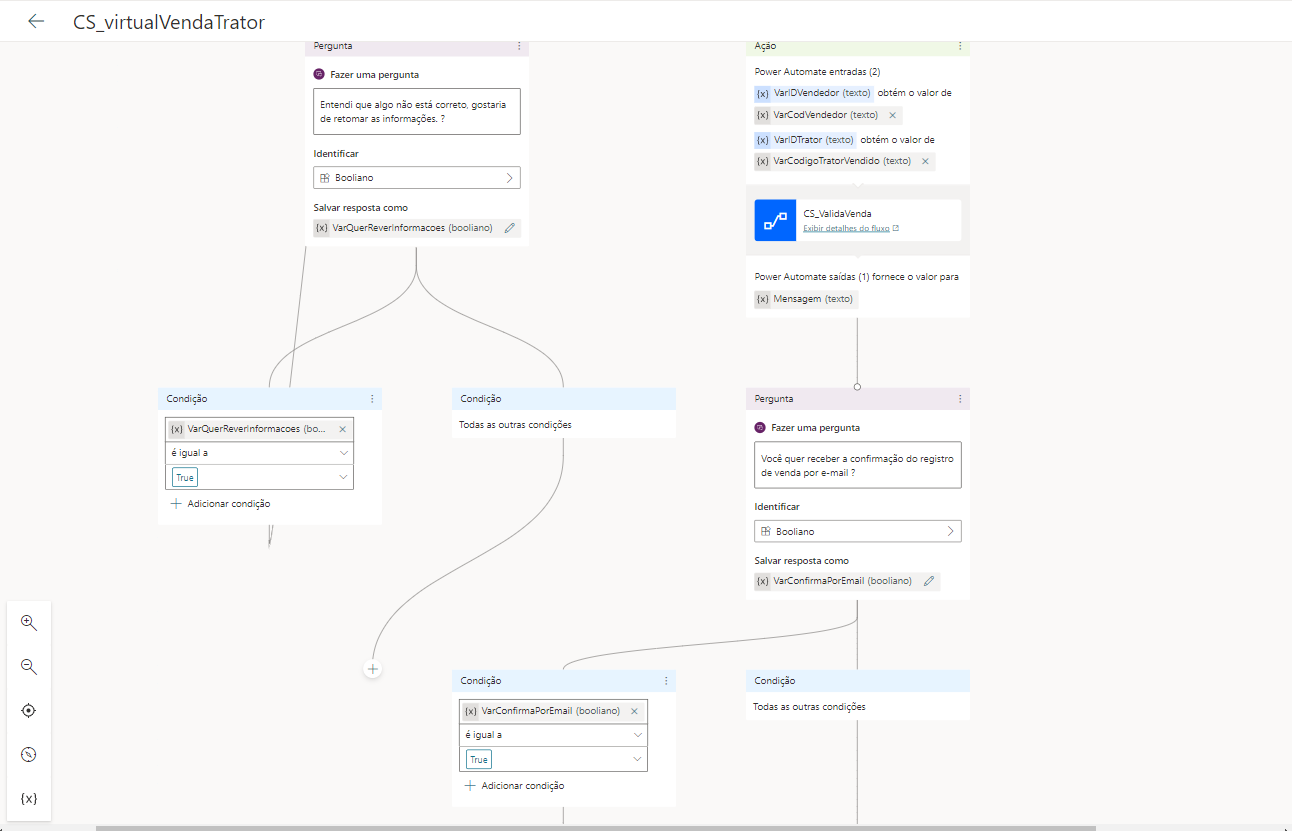 CS_virtualVendaTrator
Pergunta
Fazer uma pergunta
Entendi que algo não está correto, gostaria
de retomar as informações. ?
Identificar
Booliano
Salvar resposta como
{x} VarQuerReverInformacoes (booliano)
Ação
Power Automate entradas (2)
{x} VarIDVendedor (texto) obtém o valor de
{x} VarCodVendedor (texto)
{x} VarIDTrator (texto) obtém o valor de
{x} VarCodigoTratorVendido (texto)
CS_ValidaVenda
Exibir detalhes do fluxo
Power Automate saídas (1) fornece o valor para
{x} Mensagem (texto)
Condição
{x} VarQuerReverInformacoes (bo...
é igual a
True
Adicionar condição
Condição
Todas as outras condições
Pergunta
Fazer uma pergunta
Você quer receber a confirmação do registro
de venda por e-mail ?
Identificar
Booliano
Salvar resposta como
{x} VarConfirmaPorEmail (booliano)
Condição
{x} VarConfirmaPorEmail (booliano)
é igual a
True
Adicionar condição
Condição
Todas as outras condições
{x}